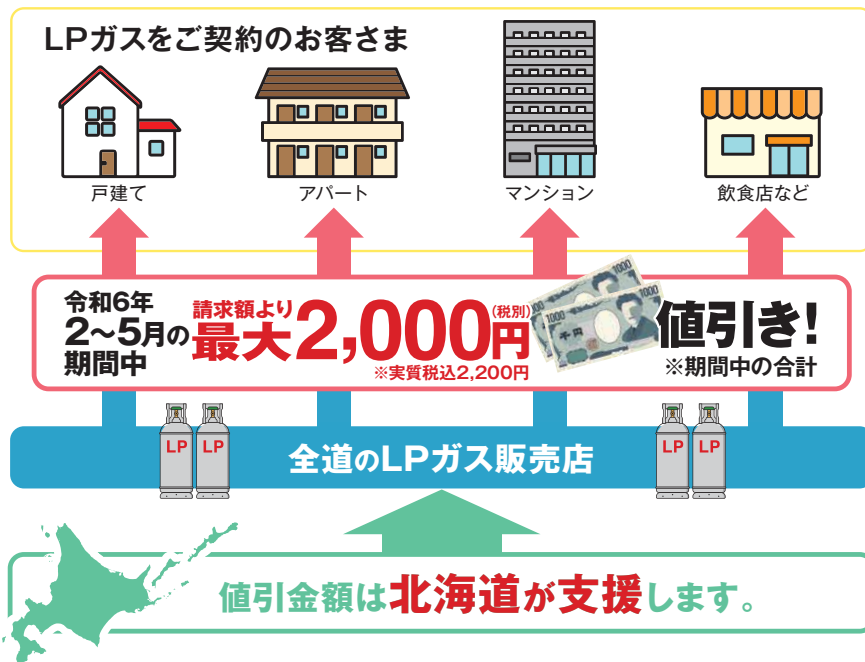 LPガスをご契約のお客さま
戸建て
アパート
マンション
飲食店など
令和6年
2〜5月の
期間中
請求額より
最大2,000円
(税別)
※実質税込2,200円
1000
1000
千円
1000
値引き!
※期間中の合計
LP
LP
全道のLPガス販売店
LP
LP
値引金額は北海道が支援します。